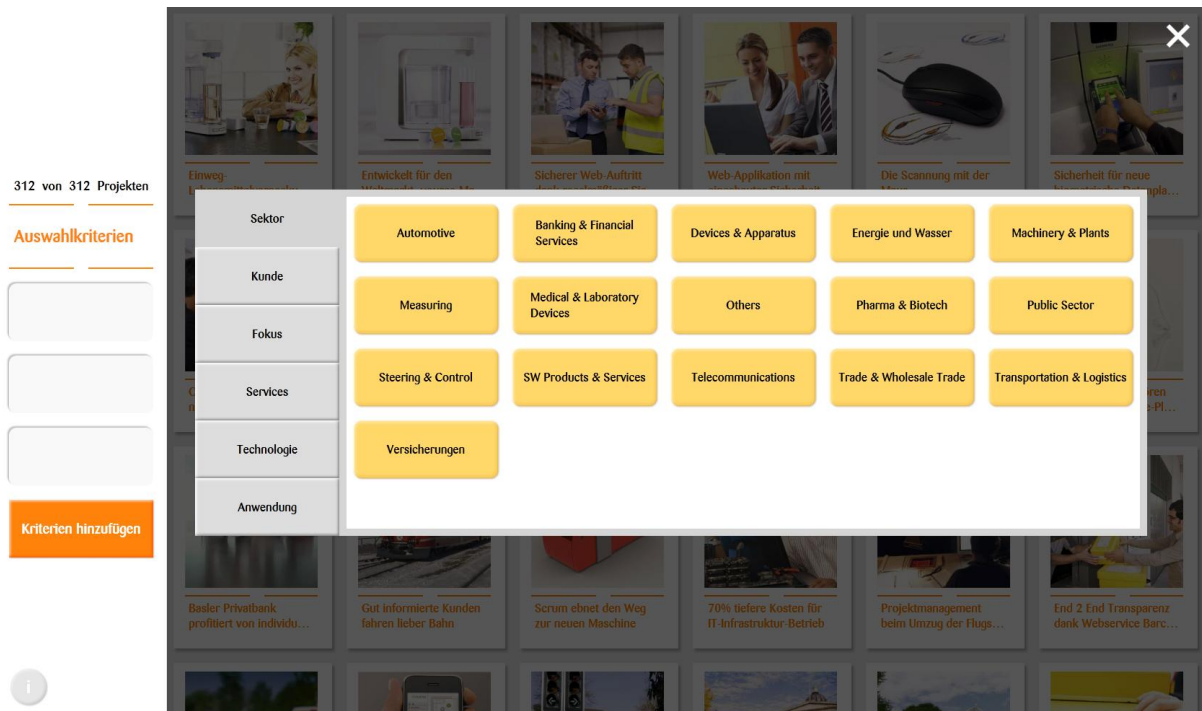 312 von 312 Projekten
Auswahlkriterien
Kriterien hinzufügen
i
Einweg-
Entwickelt für den
Sicherer Web-Auftritt
Web-Applikation mit
Die Scannung mit der
Sicherheit für neue
Sektor
Kunde
Fokus
Services
Technologie
Anwendung
Automotive
Banking & Financial
Services
Devices & Apparatus
Energie und Wasser
Machinery & Plants
Measuring
Medical & Laboratory
Devices
Others
Pharma & Biotech
Public Sector
Steering & Control
SW Products & Services
Telecommunications
Trade & Wholesale Trade
Transportation & Logistics
Versicherungen
Basler Privatbank
profitiert von individu...
Gut informierte Kunden
fahren lieber Bahn
Scrum ebnet den Weg
zur neuen Maschine
70% tiefere Kosten für
IT-Infrastruktur-Betrieb
Projektmanagement
beim Umzug der Flugs...
End 2 End Transparenz
dank Webservice Barc...